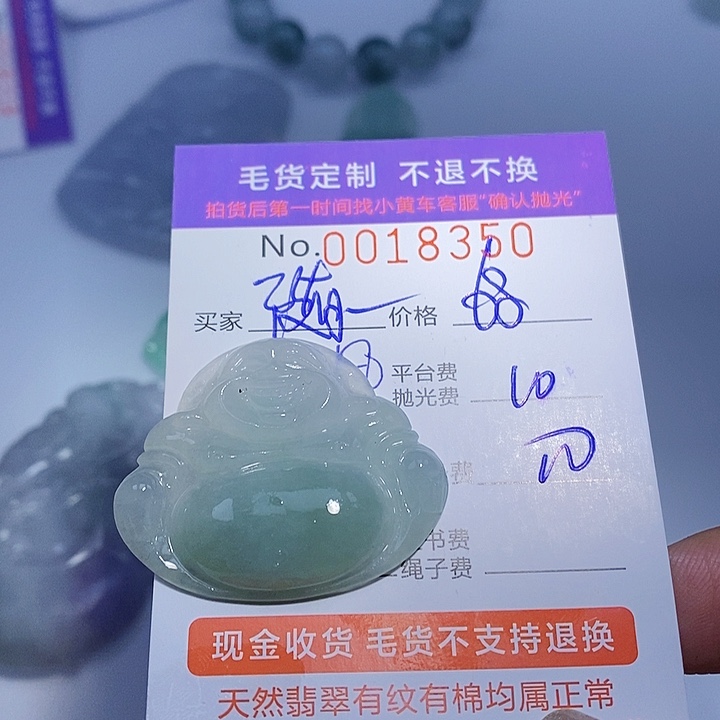 毛货定制 不退不换
拍货后第一时间找小黄车客服“确认抛光”
No.0018350
买家 价格 68
平台费
抛光费 10
费
书费
绳子费
现金收货 毛货不支持退换
天然翡翠有纹有棉均属正常